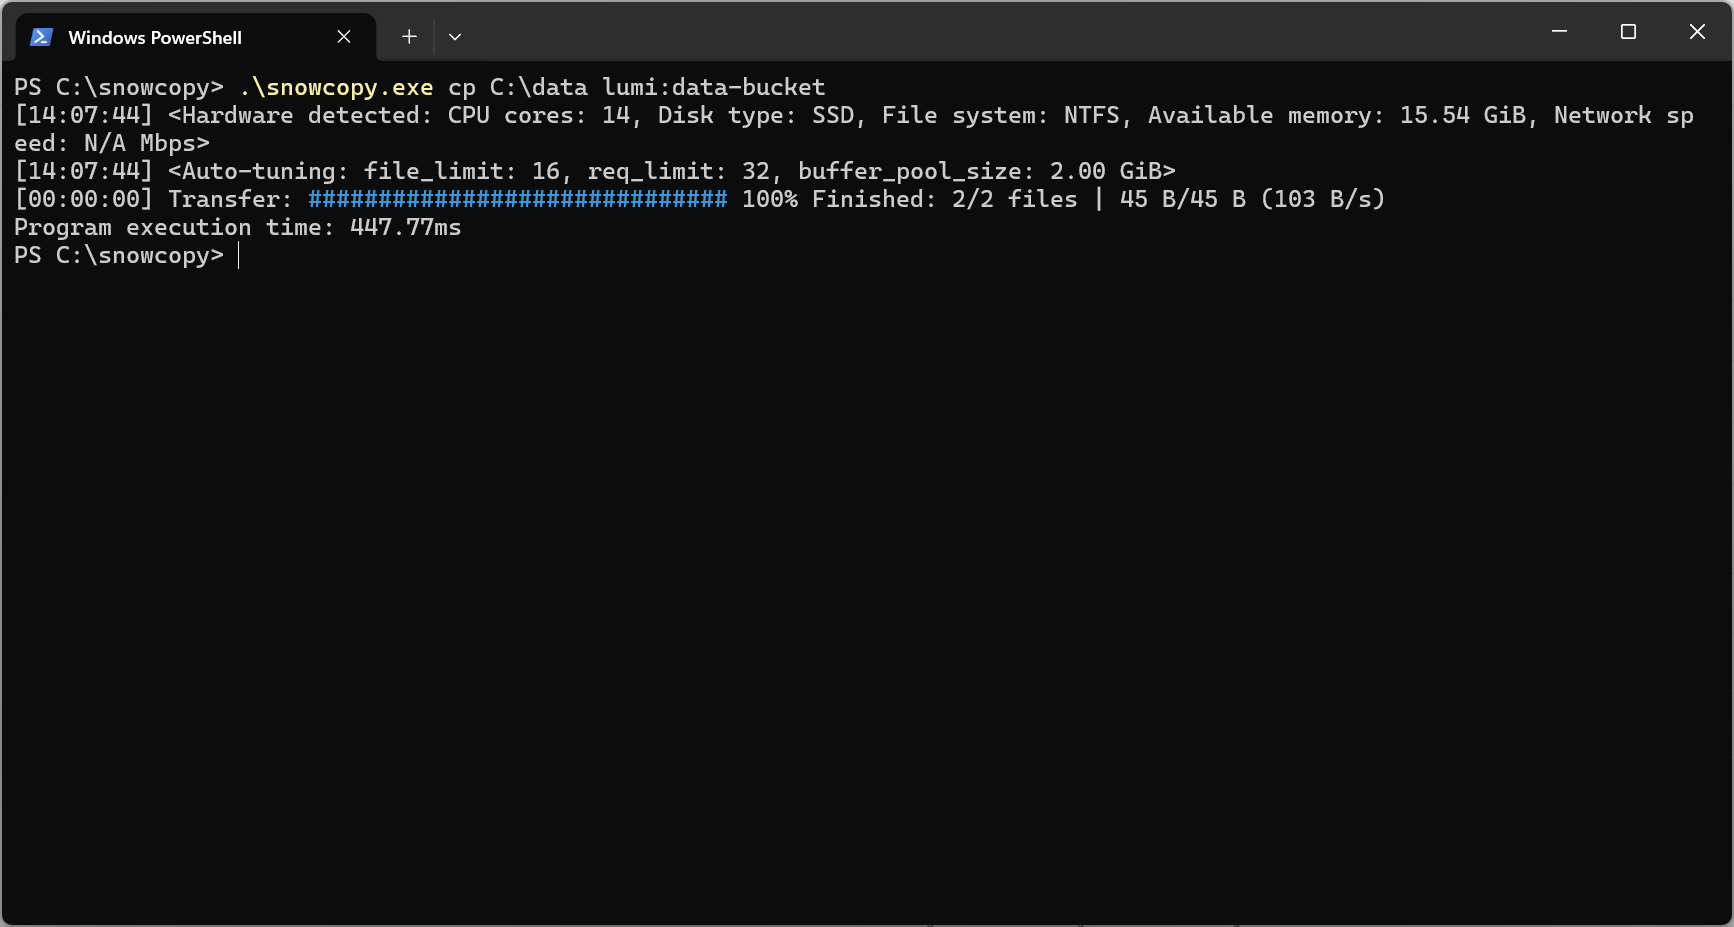 Windows PowerShell
PS C:\snowcopy> .\snowcopy.exe cp C:\data lumi:data-bucket
[14:07:44] <Hardware detected: CPU cores: 14, Disk type: SSD, File system: NTFS, Available memory: 15.54 GiB, Network sp
eed: N/A Mbps>
[14:07:44] <Auto-tuning: file_limit: 16, req_limit: 32, buffer_pool_size: 2.00 GiB>
[00:00:00] Transfer: ############################## 100% Finished: 2/2 files | 45 B/45 B (103 B/s)
Program execution time: 447.77ms
PS C:\snowcopy>